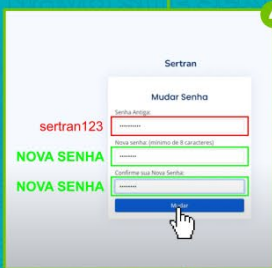 Sertran
Mudar Senha
Senha Antiga:
sertran123
Nova senha: (mínimo de 8 caracteres)
NOVA SENHA
Confirme sua Nova Senha:
NOVA SENHA
Mudar